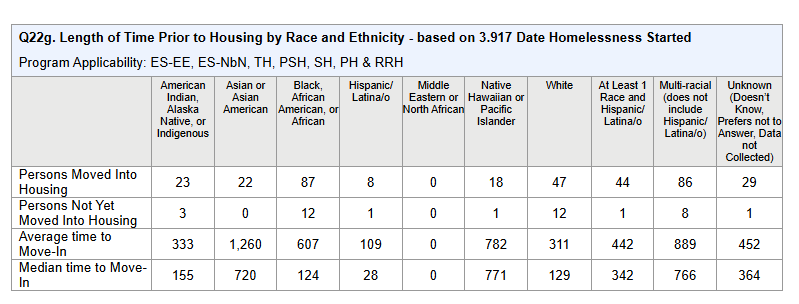 Q22g. Length of Time Prior to Housing by Race and Ethnicity - based on 3.917 Date Homelessness Started
Program Applicability: ES-EE, ES-NbN, TH, PSH, SH, PH & RRH
American Indian, Alaska Native, or Indigenous | Asian or Asian American | Black, African American, or African | Hispanic/ Latina/o | Middle Eastern or North African | Native Hawaiian or Pacific Islander | White | At Least 1 Race and Hispanic/ Latina/o | Multi-racial (does not include Hispanic/ Latina/o) | Unknown (Doesn't Know, Prefers not to Answer, Data not Collected)
Persons Moved Into Housing | 23 | 22 | 87 | 8 | 0 | 18 | 47 | 44 | 86 | 29
Persons Not Yet Moved Into Housing | 3 | 0 | 12 | 1 | 0 | 1 | 12 | 1 | 8 | 1
Average time to Move-In | 333 | 1,260 | 607 | 109 | 0 | 782 | 311 | 442 | 889 | 452
Median time to Move-In | 155 | 720 | 124 | 28 | 0 | 771 | 129 | 342 | 766 | 364